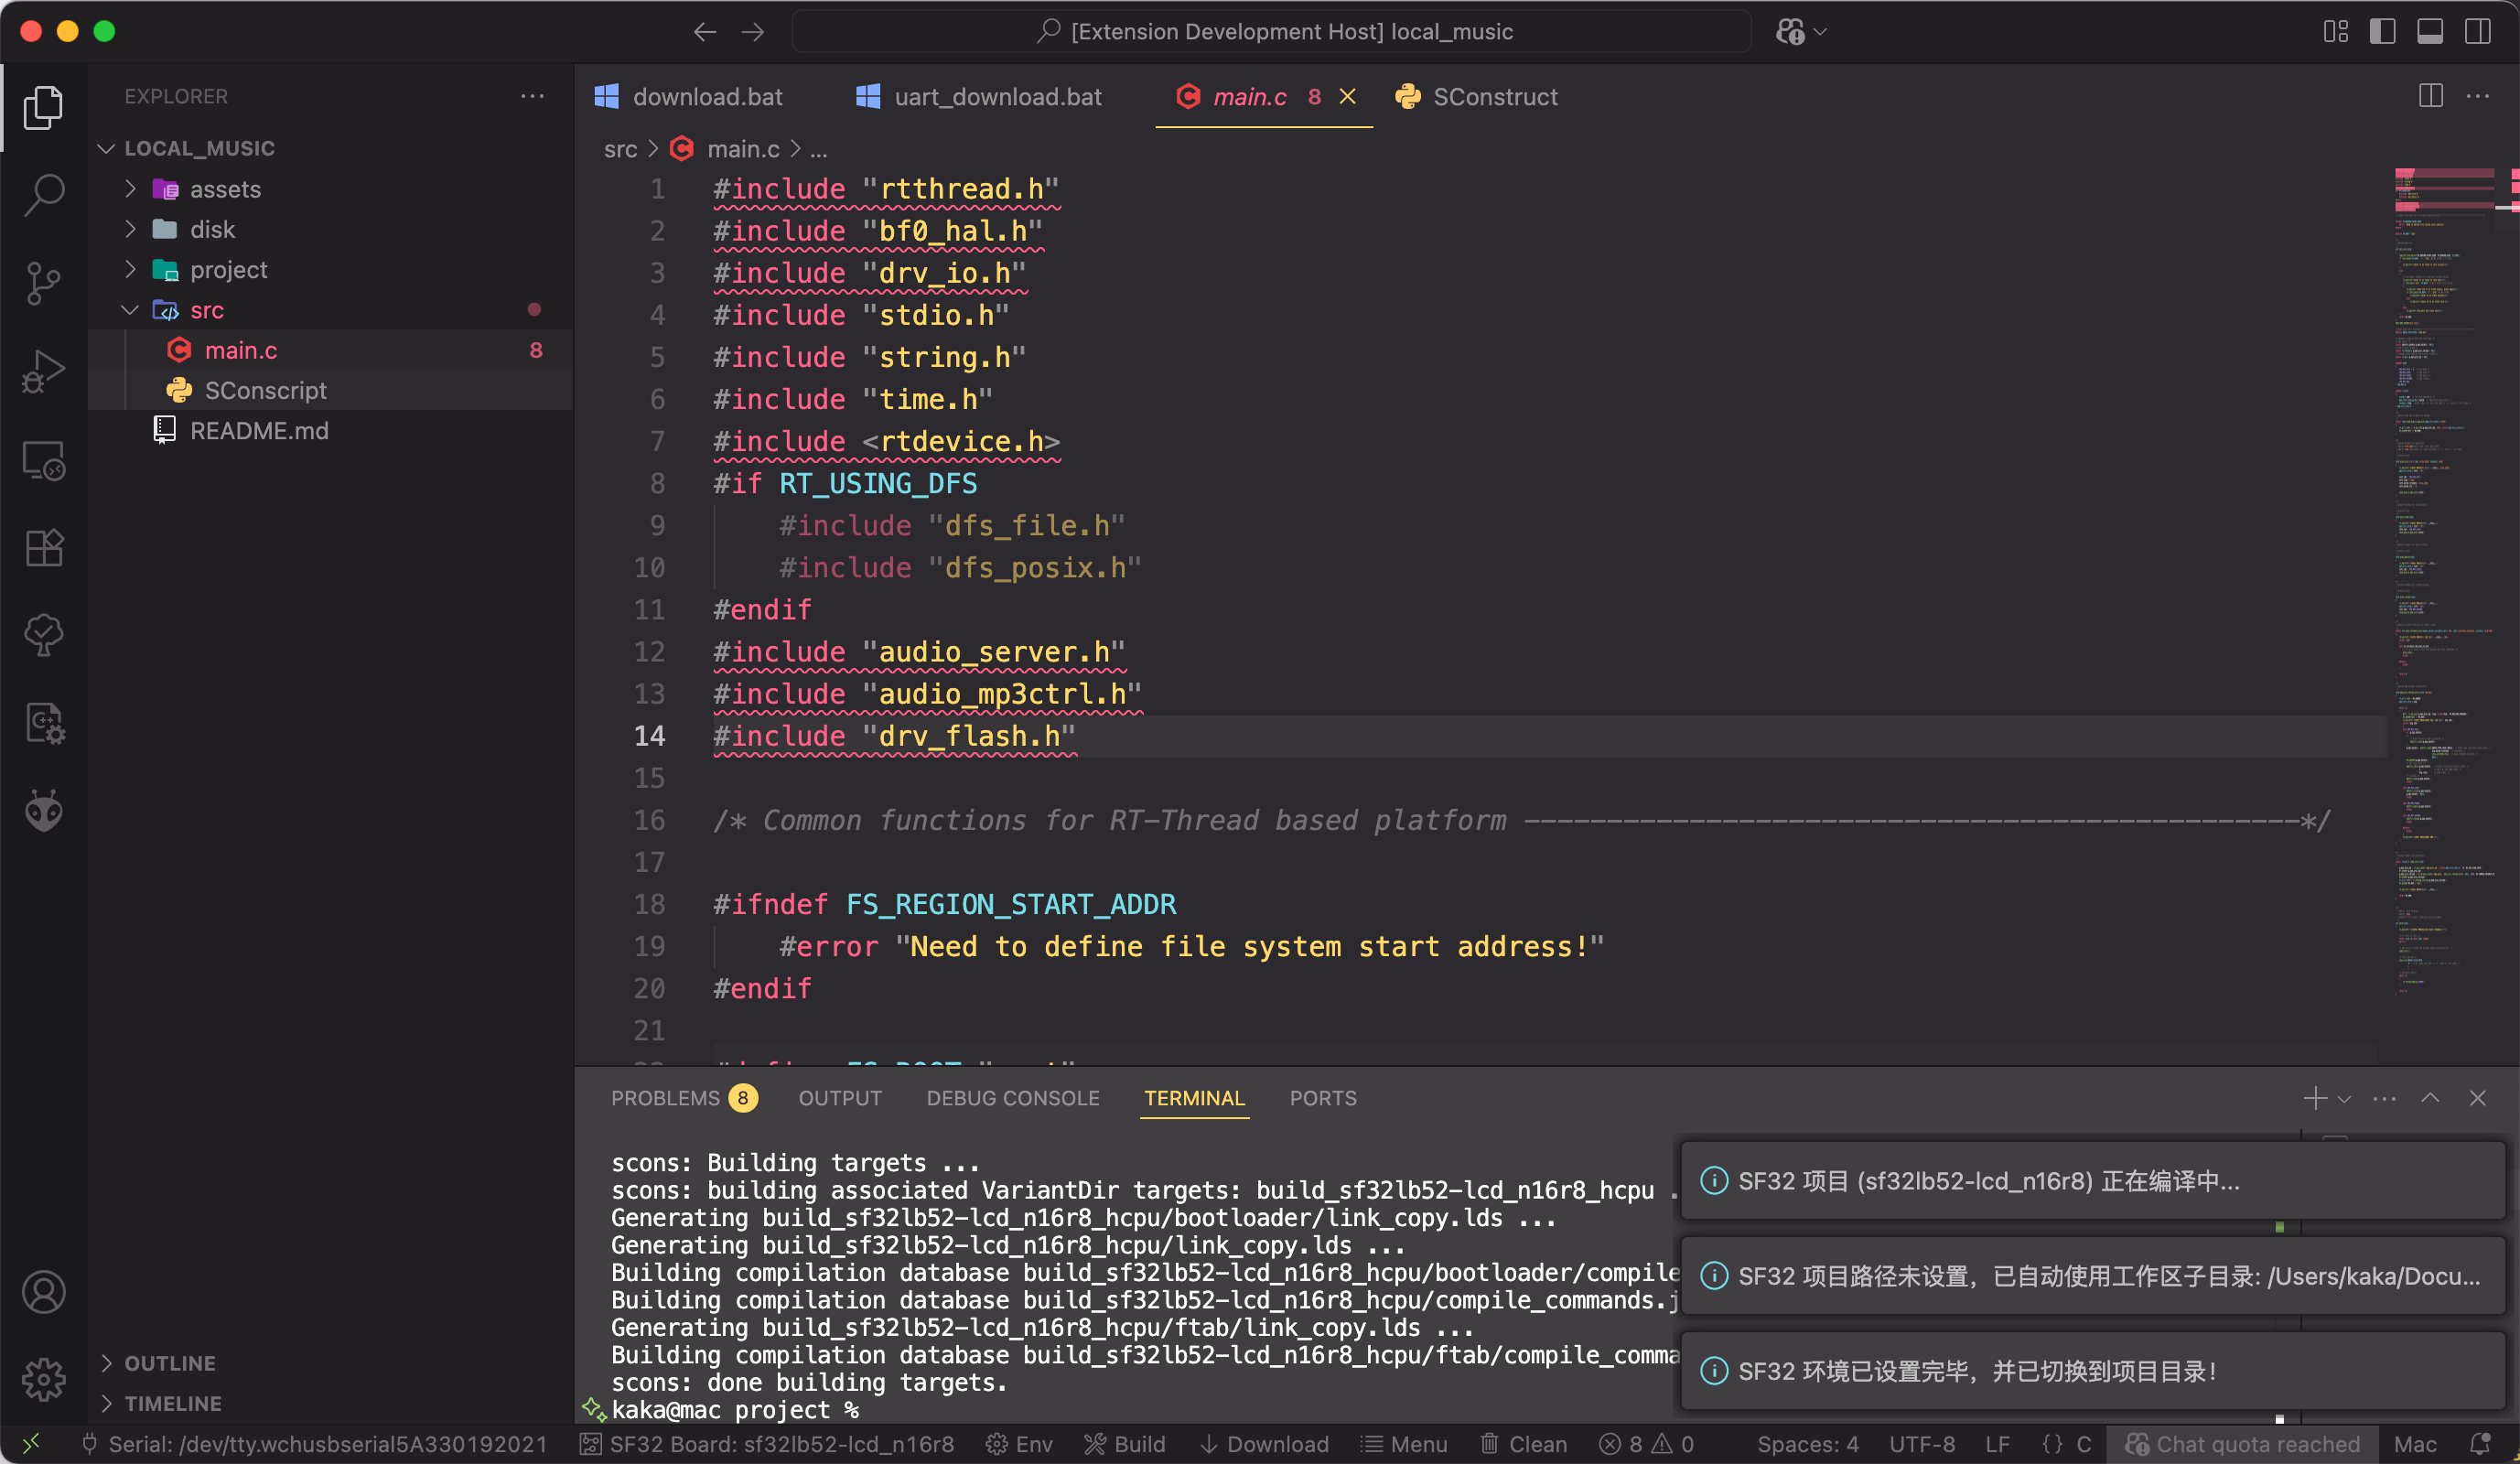 [Extension Development Host] local_music
EXPLORER
LOCAL_MUSIC
assets
disk
project
src
main.c 8
SConscript
README.md
OUTLINE
TIMELINE
download.bat
uart_download.bat
main.c 8
SConstruct
src > main.c > ...
1 #include "rtthread.h"
2 #include "bf0_hal.h"
3 #include "drv_io.h"
4 #include "stdio.h"
5 #include "string.h"
6 #include "time.h"
7 #include <rtdevice.h>
8 #if RT_USING_DFS
9 #include "dfs_file.h"
10 #include "dfs_posix.h"
11 #endif
12 #include "audio_server.h"
13 #include "audio_mp3ctrl.h"
14 #include "drv_flash.h"
15
16 /* Common functions for RT-Thread based platform -----------------------------------------------*/
17
18 #ifndef FS_REGION_START_ADDR
19 #error "Need to define file system start address!"
20 #endif
21
PROBLEMS 8
OUTPUT
DEBUG CONSOLE
TERMINAL
PORTS
scons: Building targets ...
scons: building associated VariantDir targets: build_sf32lb52-lcd_n16r8_hcpu .
Generating build_sf32lb52-lcd_n16r8_hcpu/bootloader/link_copy.lds ...
Generating build_sf32lb52-lcd_n16r8_hcpu/link_copy.lds ...
Building compilation database build_sf32lb52-lcd_n16r8_hcpu/bootloader/compile
Building compilation database build_sf32lb52-lcd_n16r8_hcpu/compile_commands.j
Generating build_sf32lb52-lcd_n16r8_hcpu/ftab/link_copy.lds ...
Building compilation database build_sf32lb52-lcd_n16r8_hcpu/ftab/compile_comma
scons: done building targets.
kaka@mac project %
SF32 项目 (sf32lb52-lcd_n16r8) 正在编译中...
SF32 项目路径未设置，已自动使用工作区子目录: /Users/kaka/Docu...
SF32 环境已设置完毕，并已切换到项目目录！
Serial: /dev/tty.wchusbserial5A330192021
SF32 Board: sf32lb52-lcd_n16r8
Env
Build
Download
Menu
Clean
8 0
Spaces: 4
UTF-8
LF
{} C
Chat quota reached
Mac